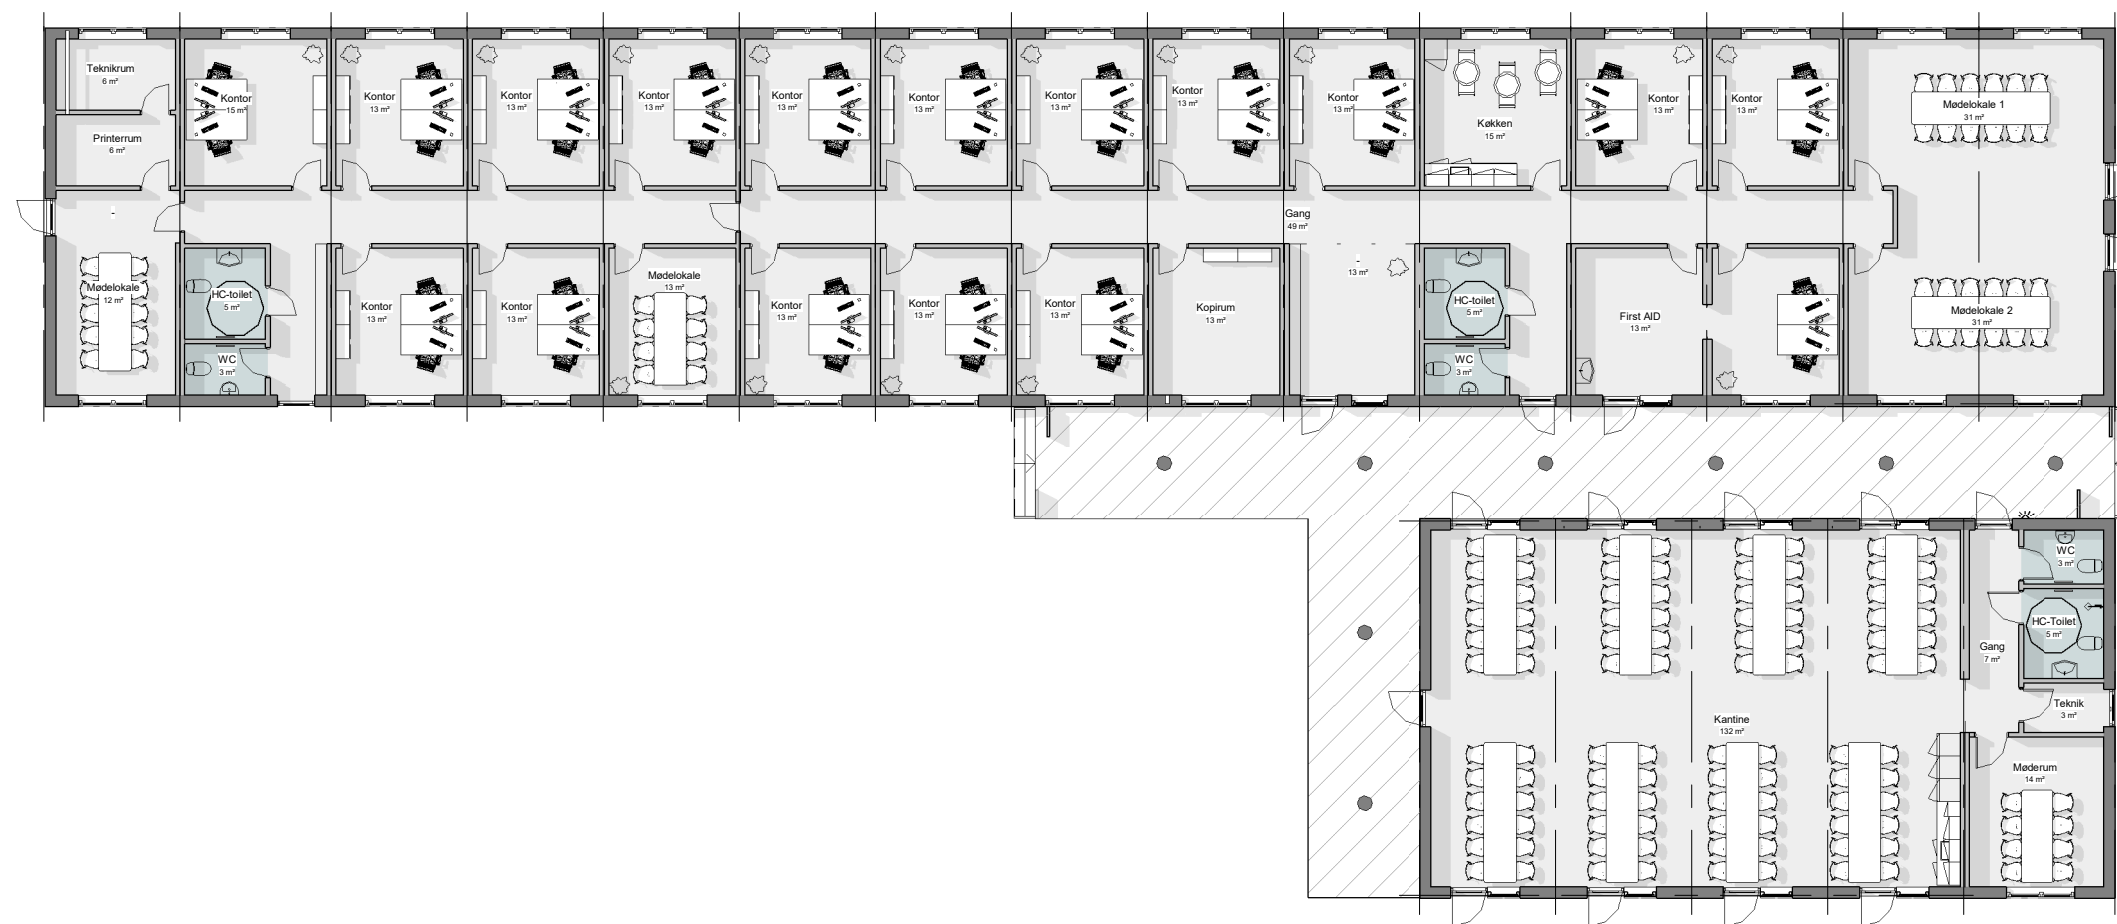 Teknikrum
6 m²
Printerrum
6 m²
Kontor
15 m²
Kontor
13 m²
Kontor
13 m²
Kontor
13 m²
Kontor
13 m²
Kontor
13 m²
Kontor
13 m²
Kontor
13 m²
Kontor
13 m²
Køkken
15 m²
Kontor
13 m²
Kontor
13 m²
Mødelokale 1
31 m²
-
Gang
49 m²
Mødelokale
12 m²
HC-toilet
5 m²
WC
3 m²
Kontor
13 m²
Kontor
13 m²
Mødelokale
13 m²
Kontor
13 m²
Kontor
13 m²
Kontor
13 m²
Kopirum
13 m²
-
13 m²
HC-toilet
5 m²
WC
3 m²
First AID
13 m²
Mødelokale 2
31 m²
WC
3 m²
HC-Toilet
5 m²
Gang
7 m²
Teknik
3 m²
Kantine
132 m²
Møderum
14 m²